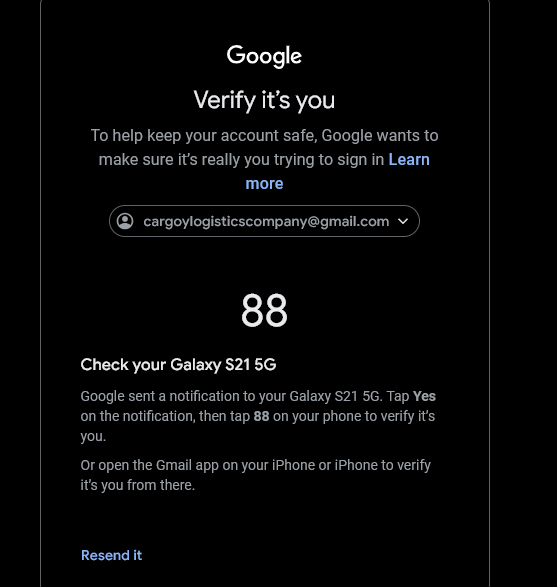 Google
Verify it's you
To help keep your account safe, Google wants to
make sure it's really you trying to sign in Learn
more
cargoylogisticscompany@gmail.com
88
Check your Galaxy S21 5G
Google sent a notification to your Galaxy S21 5G. Tap Yes
on the notification, then tap 88 on your phone to verify it's
you.
Or open the Gmail app on your iPhone or iPhone to verify
it's you from there.
Resend it